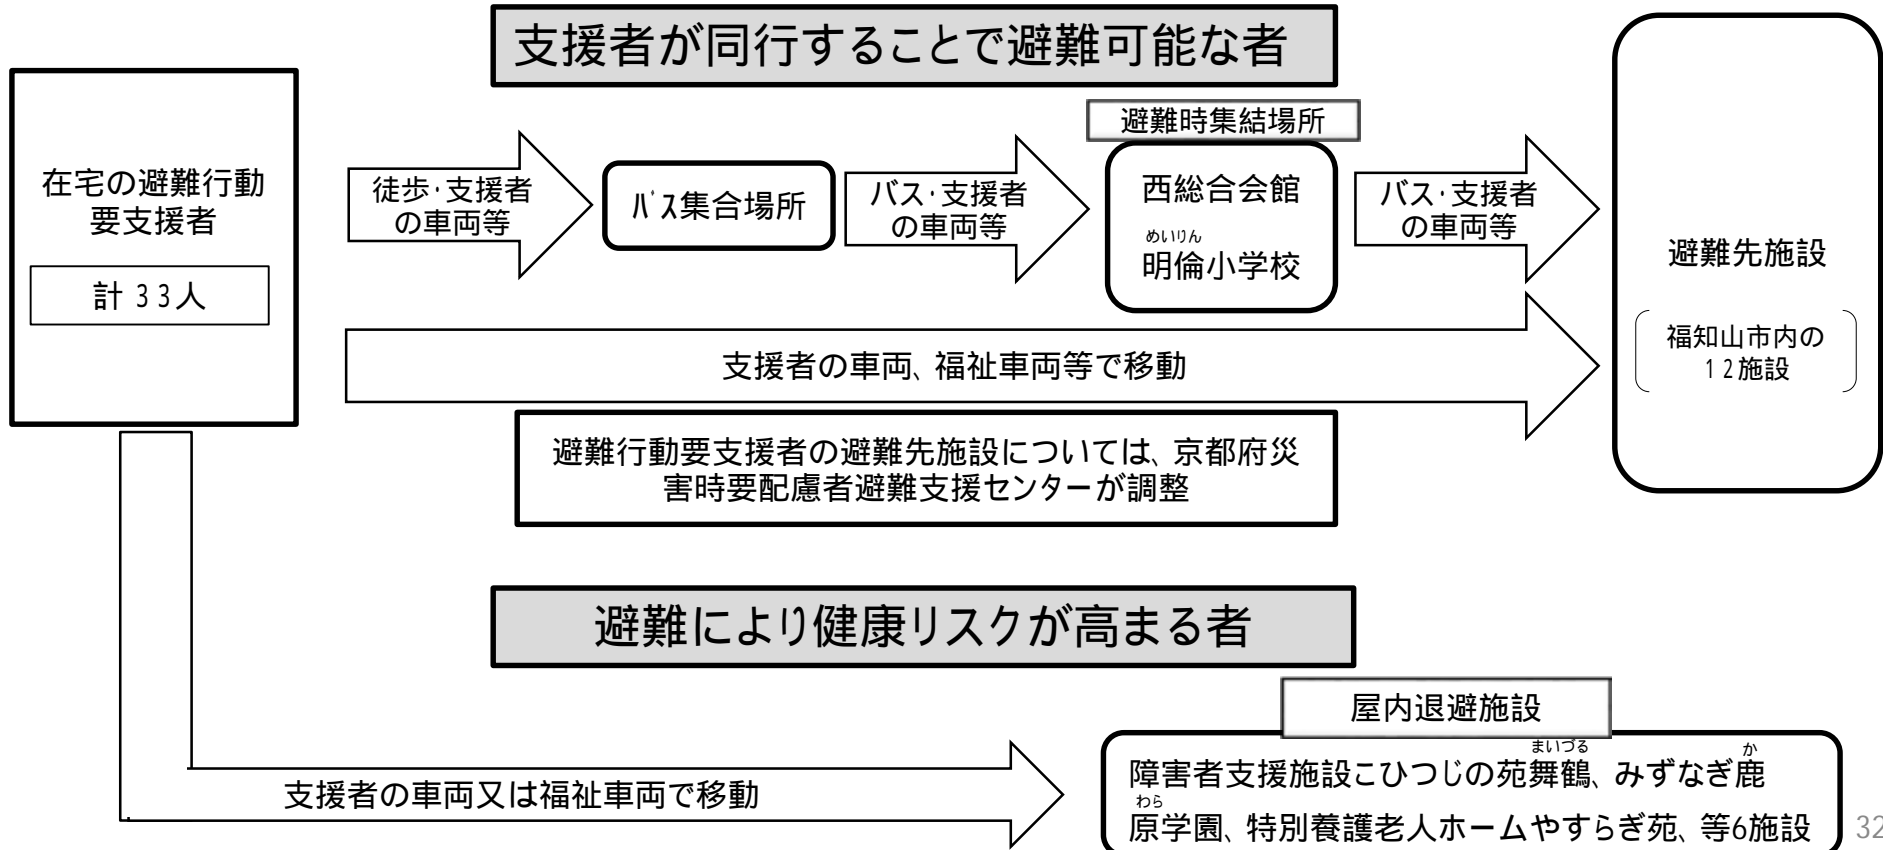 支援者が同行することで避難可能な者
在宅の避難行動
要支援者
計 33人
徒歩・支援者
の車両等
バス集合場所
バス・支援者
の車両等
避難時集結場所
西総合会館
めいりん
明倫小学校
バス・支援者
の車両等
避難先施設
福知山市内の
12施設
支援者の車両、福祉車両等で移動
避難行動要支援者の避難先施設については、京都府災
害時要配慮者避難支援センターが調整
避難により健康リスクが高まる者
支援者の車両又は福祉車両で移動
屋内退避施設
まいづる か
障害者支援施設こひつじの苑舞鶴、みずなぎ鹿
わら
原学園、特別養護老人ホームやすらぎ苑、等6施設
32